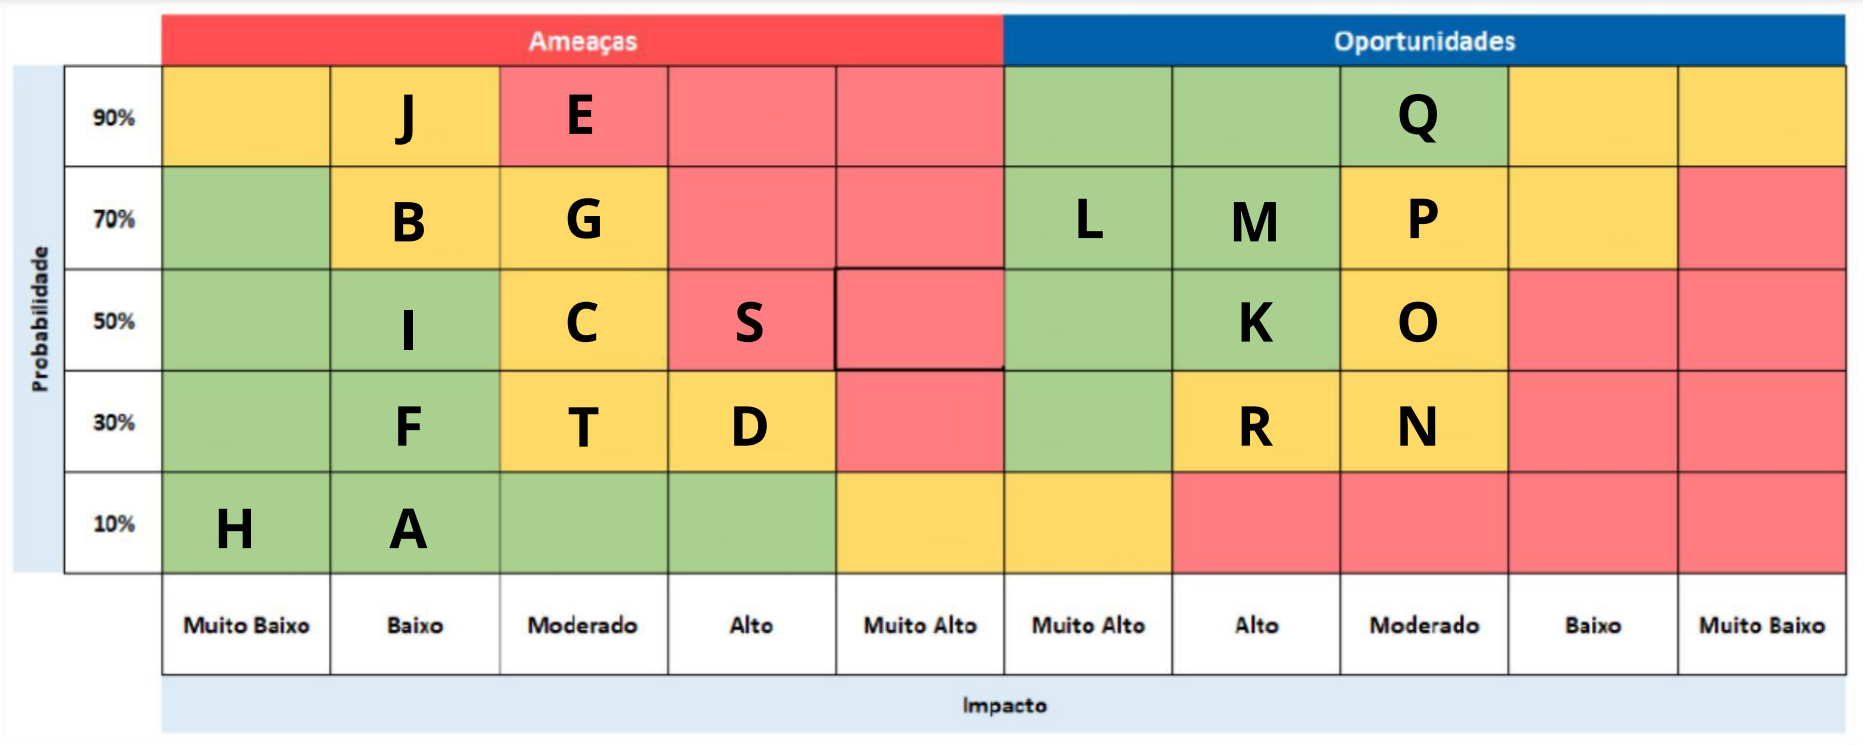 Ameaças Oportunidades
Probabilidade
90% J E Q
70% B G L M P
50% I C S K O
30% F T D R N
10% H A
Muito Baixo Baixo Moderado Alto Muito Alto Muito Alto Alto Moderado Baixo Muito Baixo
Impacto